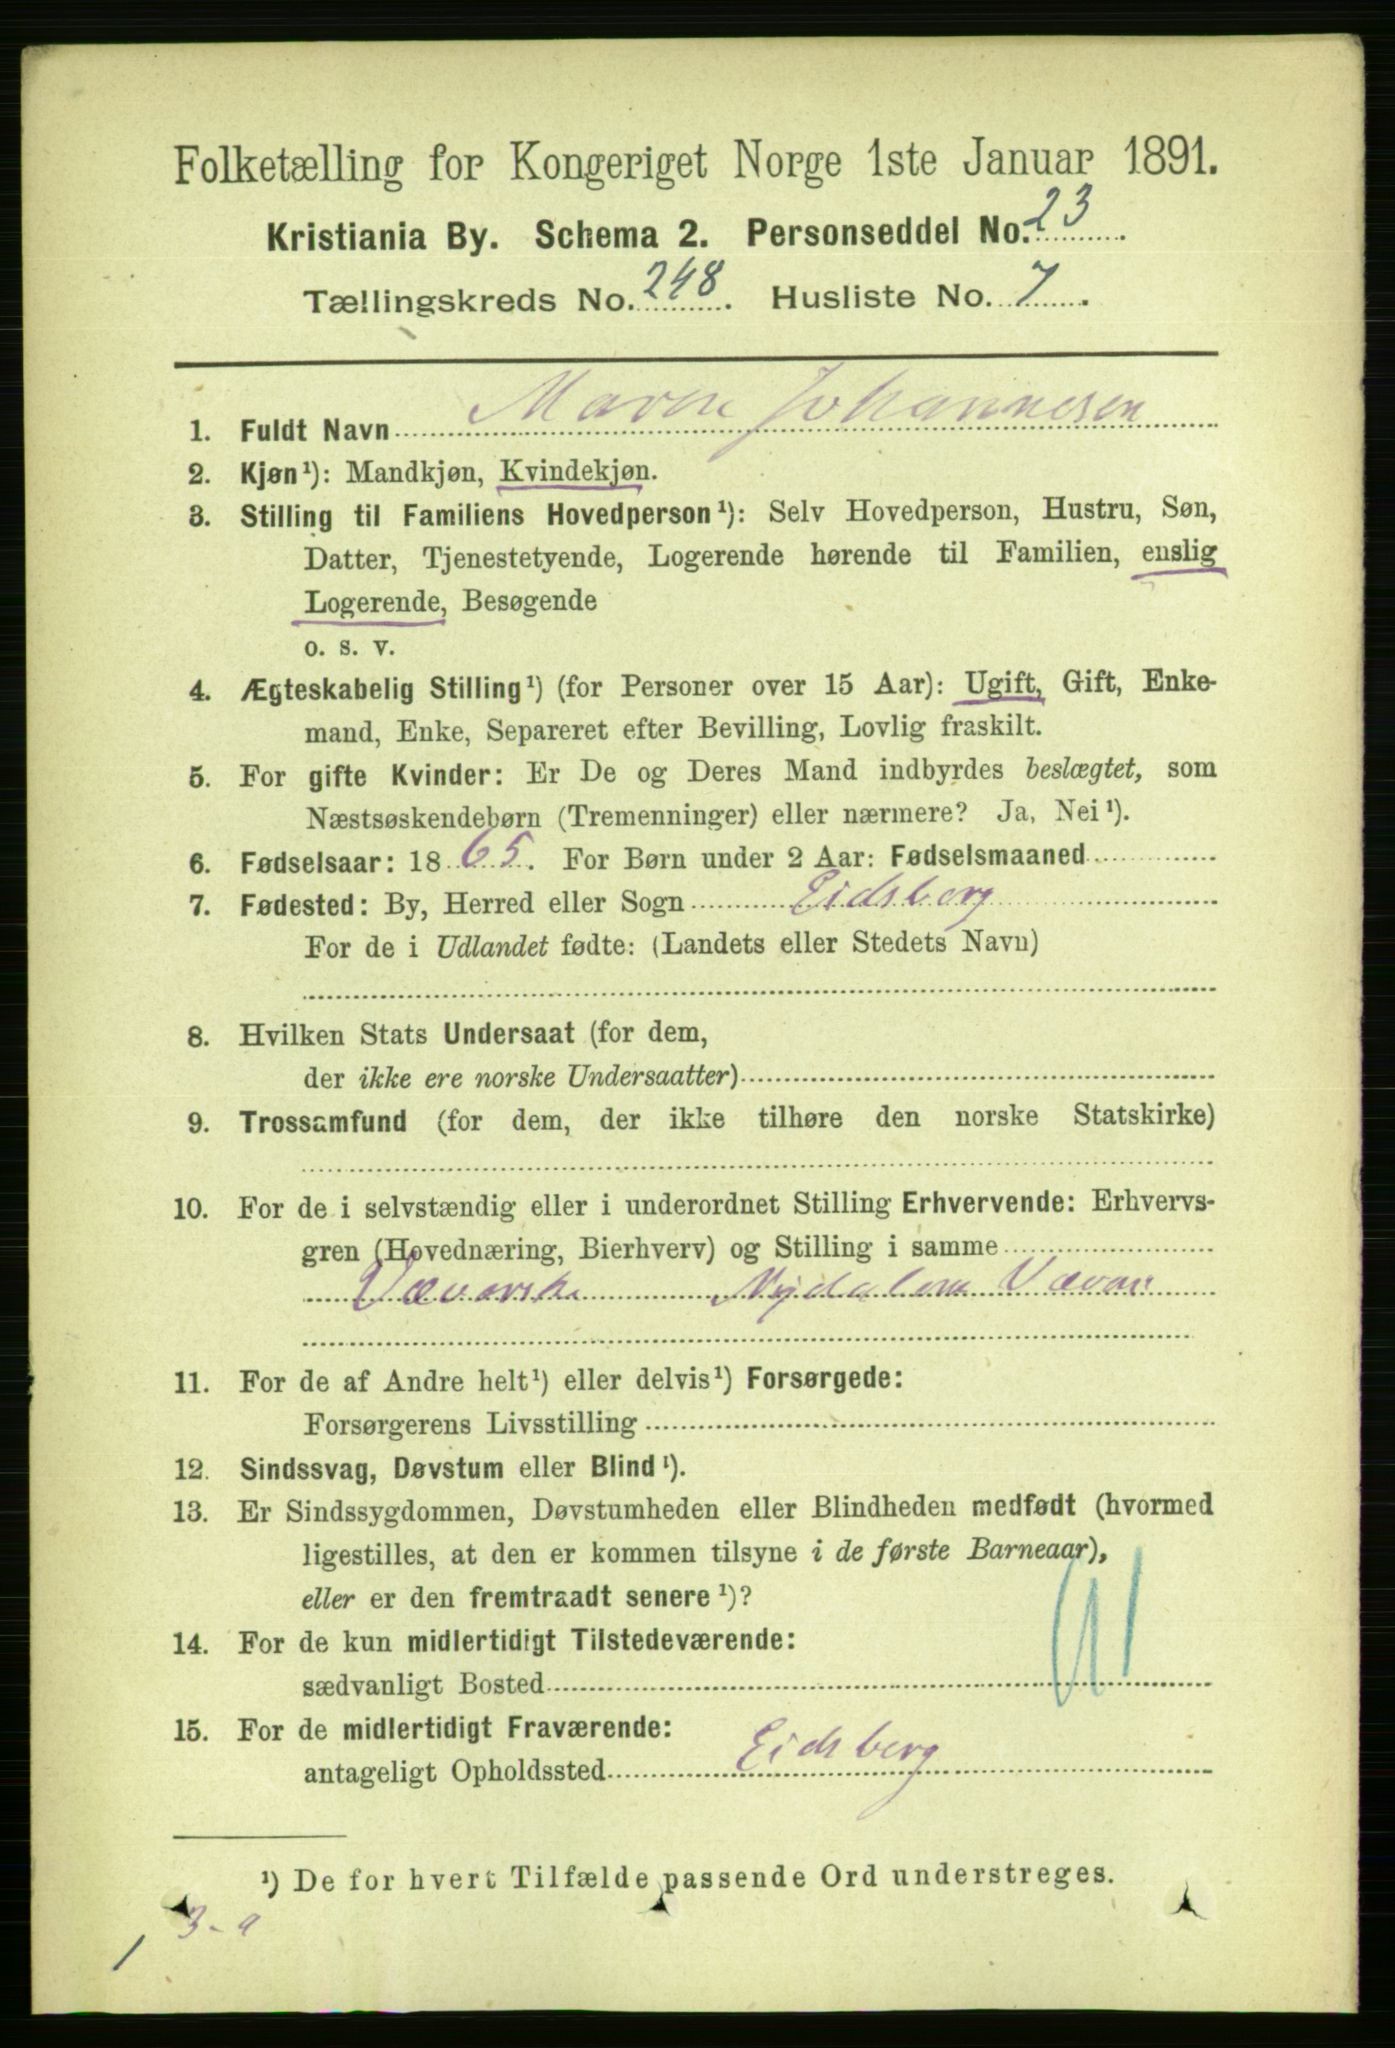 Folketælling for Kongeriget Norge 1ste Januar 1891.
Kristiania By. Schema 2. Personseddel No. 23
Tællingskreds No. 248. Husliste No. 7.
1. Fuldt Navn Maren Johannesen
2. Kjøn¹): Mandkjøn, Kvindekjøn.
3. Stilling til Familiens Hovedperson¹): Selv Hovedperson, Hustru, Søn,
Datter, Tjenestetyende, Logerende hørende til Familien, enslig
Logerende, Besøgende
o. s. v.
4. Ægteskabelig Stilling¹) (for Personer over 15 Aar): Ugift, Gift, Enke-
mand, Enke, Separeret efter Bevilling, Lovlig fraskilt.
5. For gifte Kvinder: Er De og Deres Mand indbyrdes beslægtet, som
Næstsøskendebørn (Tremenninger) eller nærmere? Ja, Nei¹).
6. Fødselsaar: 1865. For Børn under 2 Aar: Fødselsmaaned
7. Fødested: By, Herred eller Sogn Eidsberg
For de i Udlandet fødte: (Landets eller Stedets Navn)
8. Hvilken Stats Undersaat (for dem,
der ikke ere norske Undersaatter)
9. Trossamfund (for dem, der ikke tilhøre den norske Statskirke)
10. For de i selvstændig eller i underordnet Stilling Erhvervende: Erhvervs-
gren (Hovednæring, Bierhverv) og Stilling i samme
Væverske Nydalens Væveri
11. For de af Andre helt¹) eller delvis¹) Forsørgede:
Forsørgerens Livsstilling
12. Sindssvag, Døvstum eller Blind¹).
13. Er Sindssygdommen, Døvstumheden eller Blindheden medfødt (hvormed
ligestilles, at den er kommen tilsyne i de første Barneaar),
eller er den fremtraadt senere¹)?
14. For de kun midlertidigt Tilstedeværende:
sædvanligt Bosted
15. For de midlertidigt Fraværende:
antageligt Opholdssted Eidsberg
¹) De for hvert Tilfælde passende Ord understreges.
3-a
1